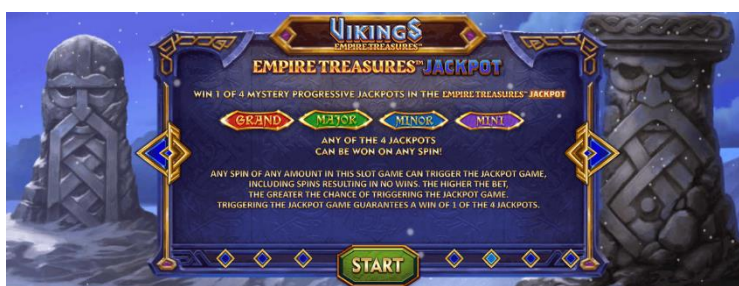 VIKINGS
EMPIRE TREASURES™
EMPIRE TREASURES™ JACKPOT
WIN 1 OF 4 MYSTERY PROGRESSIVE JACKPOTS IN THE EMPIRE TREASURES™ JACKPOT
GRAND MAJOR MINOR MINI
ANY OF THE 4 JACKPOTS
CAN BE WON ON ANY SPIN!
ANY SPIN OF ANY AMOUNT IN THIS SLOT GAME CAN TRIGGER THE JACKPOT GAME,
INCLUDING SPINS RESULTING IN NO WINS. THE HIGHER THE BET,
THE GREATER THE CHANCE OF TRIGGERING THE JACKPOT GAME.
TRIGGERING THE JACKPOT GAME GUARANTEES A WIN OF 1 OF THE 4 JACKPOTS.
START